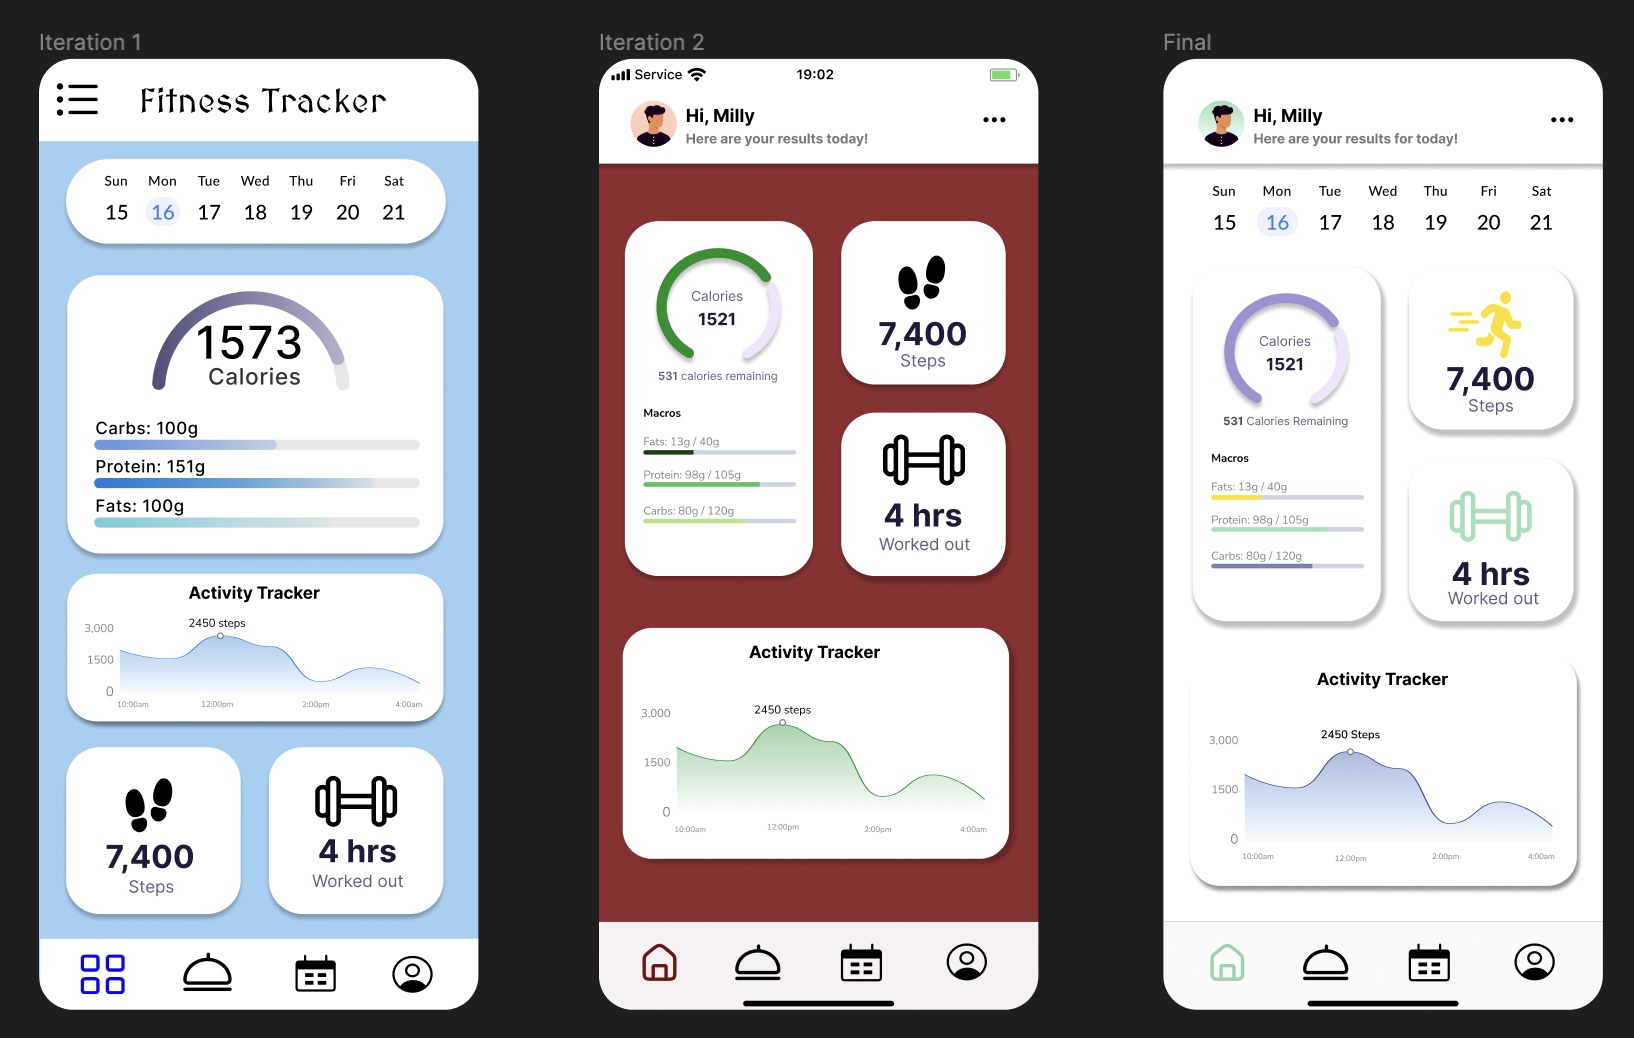 Iteration 1
Fitness Tracker
Sun Mon Tue Wed Thu Fri Sat
15 16 17 18 19 20 21
1573
Calories
Carbs: 100g
Protein: 151g
Fats: 100g
Activity Tracker
2450 steps
3,000
1500
0
10:00am 12:00pm 2:00pm 4:00am
7,400
Steps
4 hrs
Worked out
Iteration 2
Service 19:02
Hi, Milly
Here are your results today!
Calories
1521
531 calories remaining
Macros
Fats: 13g / 40g
Protein: 98g / 105g
Carbs: 80g / 120g
7,400
Steps
4 hrs
Worked out
Activity Tracker
2450 steps
3,000
1500
0
10:00am 12:00pm 2:00pm 4:00am
Final
Hi, Milly
Here are your results for today!
Sun Mon Tue Wed Thu Fri Sat
15 16 17 18 19 20 21
Calories
1521
531 Calories Remaining
Macros
Fats: 13g / 40g
Protein: 98g / 105g
Carbs: 80g / 120g
7,400
Steps
4 hrs
Worked out
Activity Tracker
2450 Steps
3,000
1500
0
10:00am 12:00pm 2:00pm 4:00am